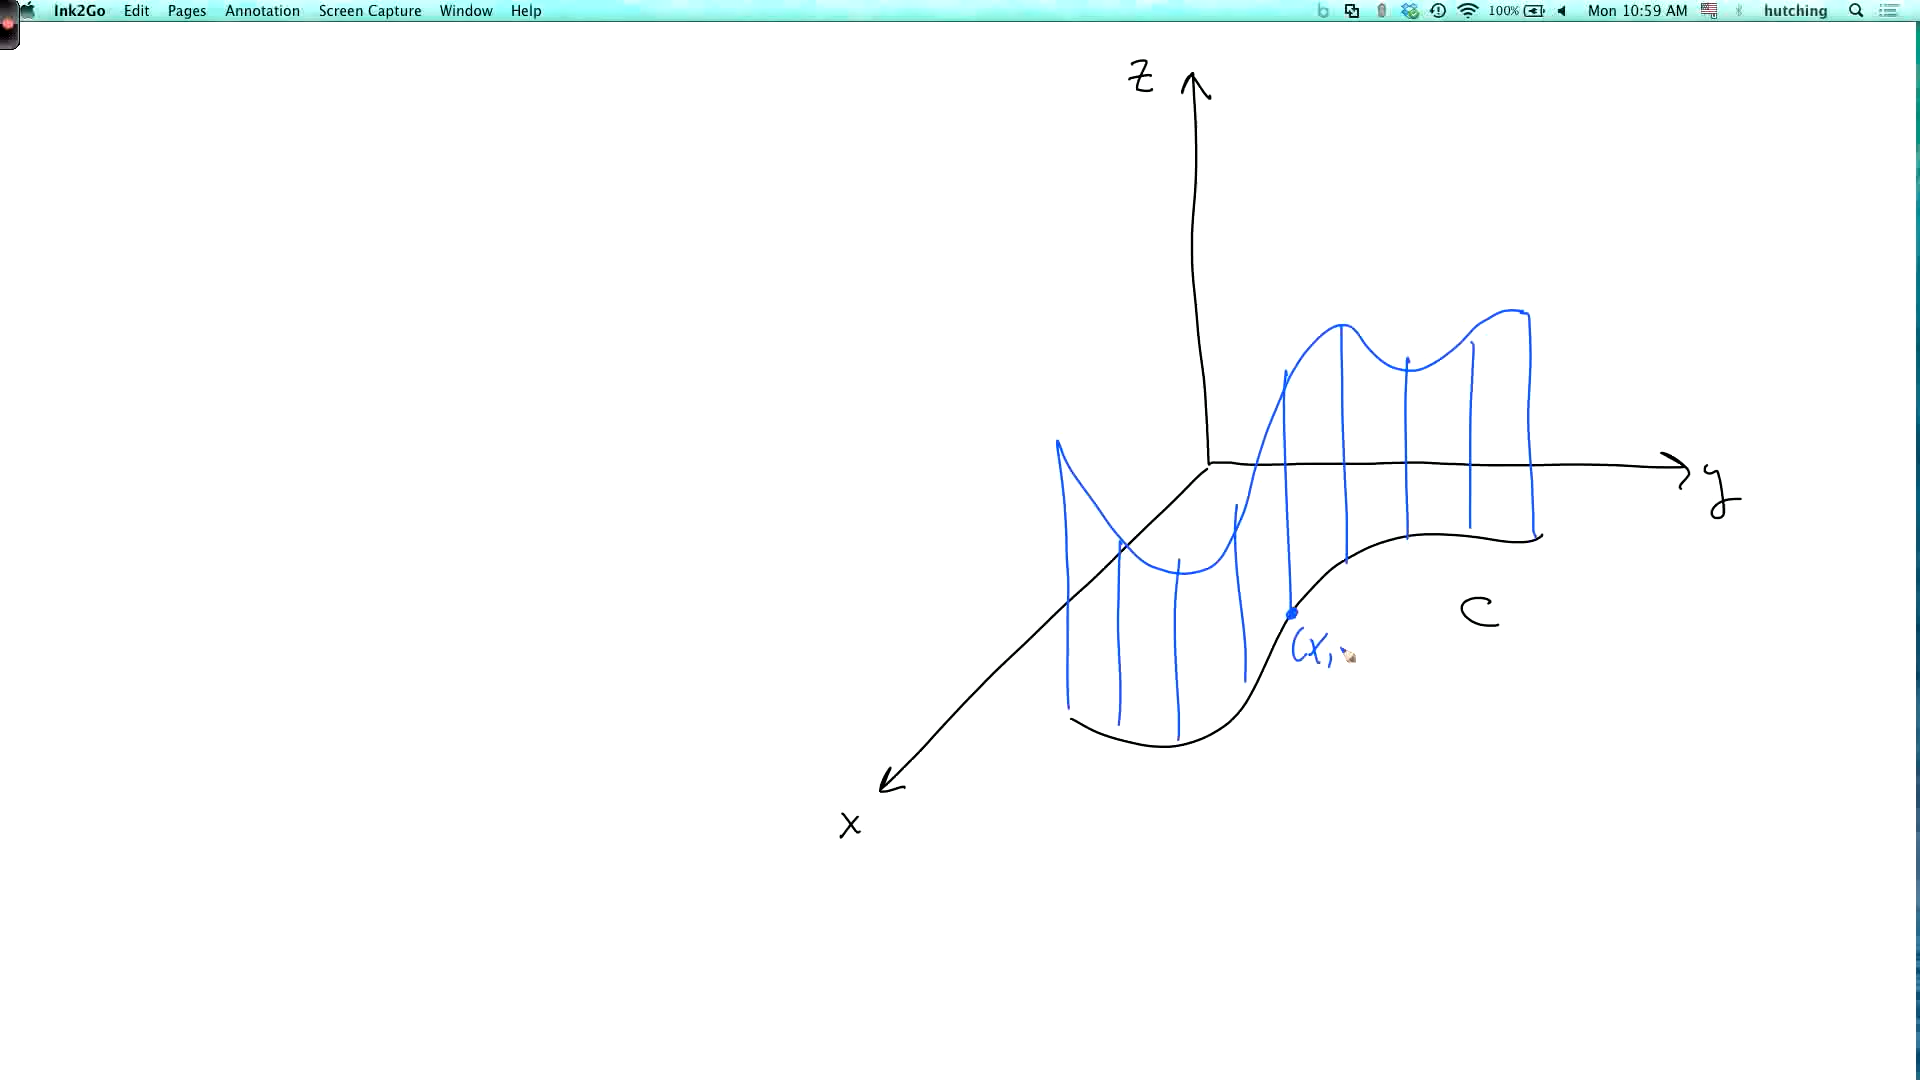 Ink2Go Edit Pages Annotation Screen Capture Window Help 100% Mon 10:59 AM hutching
z
y
C
(x,
x